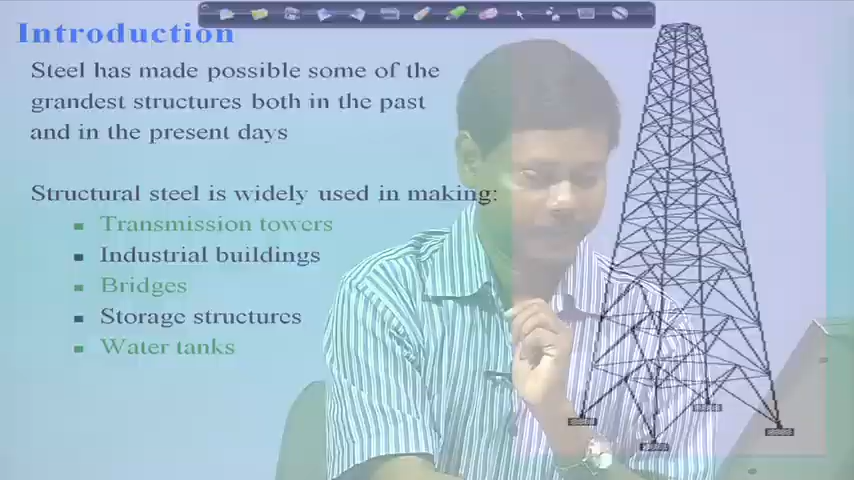 Introduction
Steel has made possible some of the
grandest structures both in the past
and in the present days
Structural steel is widely used in making:
Transmission towers
Industrial buildings
Bridges
Storage structures
Water tanks